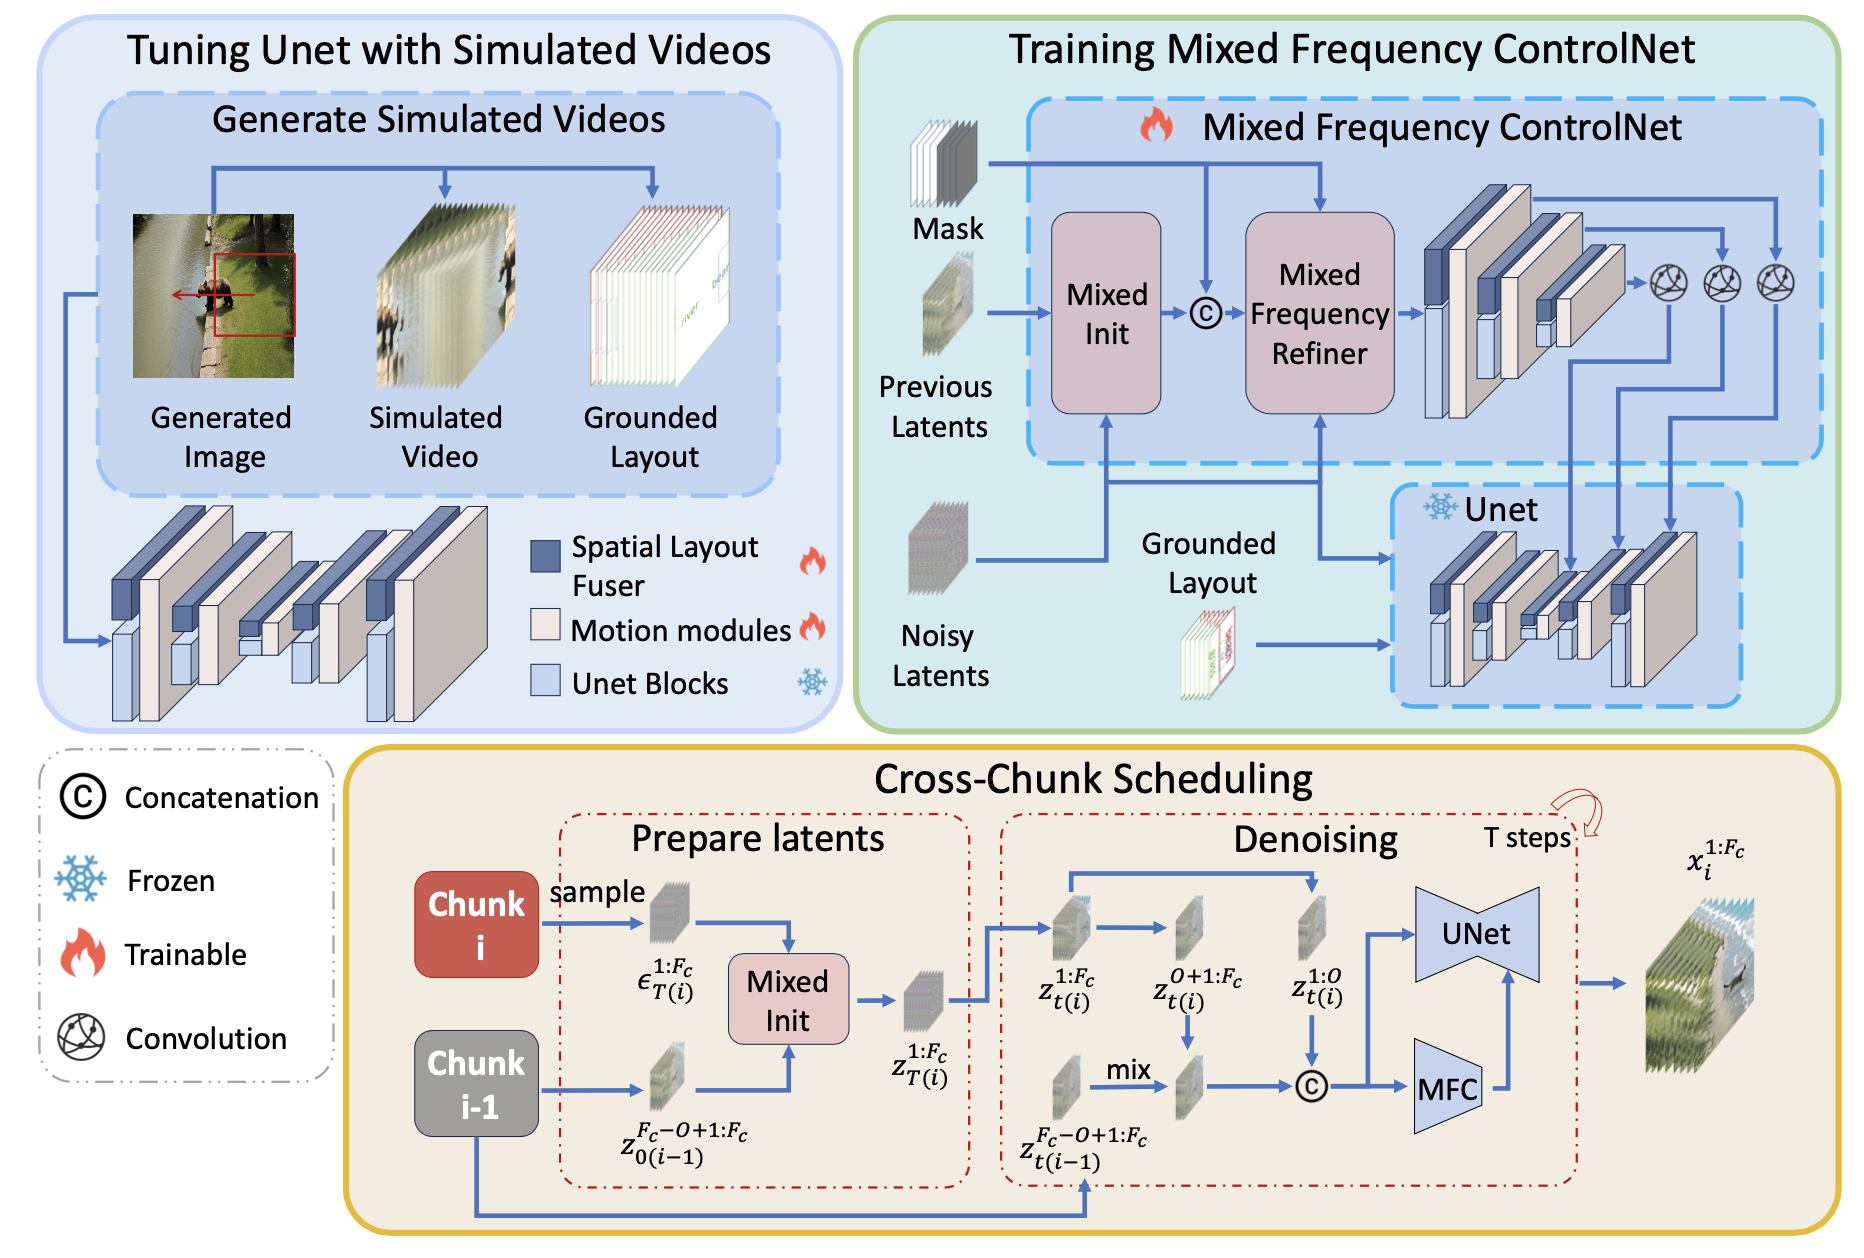 Tuning Unet with Simulated Videos
Generate Simulated Videos
river
bear
Generated
Image
Simulated
Video
Grounded
Layout
Spatial Layout
Fuser
Motion modules
Unet Blocks
Training Mixed Frequency ControlNet
Mixed Frequency ControlNet
Mask
Previous
Latents
Mixed
Init
C
Mixed
Frequency
Refiner
Noisy
Latents
Grounded
Layout
Unet
C Concatenation
Frozen
Trainable
Convolution
Cross-Chunk Scheduling
Prepare latents
Chunk
i
sample
ϵ_{T(i)}^{1:F_c}
Mixed
Init
Chunk
i-1
z_{0(i−1)}^{F_c−O+1:F_c}
z_{T(i)}^{1:F_c}
Denoising
T steps
z_{t(i)}^{1:F_c}
z_{t(i)}^{O+1:F_c}
z_{t(i)}^{1:O}
mix
z_{t(i−1)}^{F_c−O+1:F_c}
C
UNet
MFC
x_i^{1:F_c}